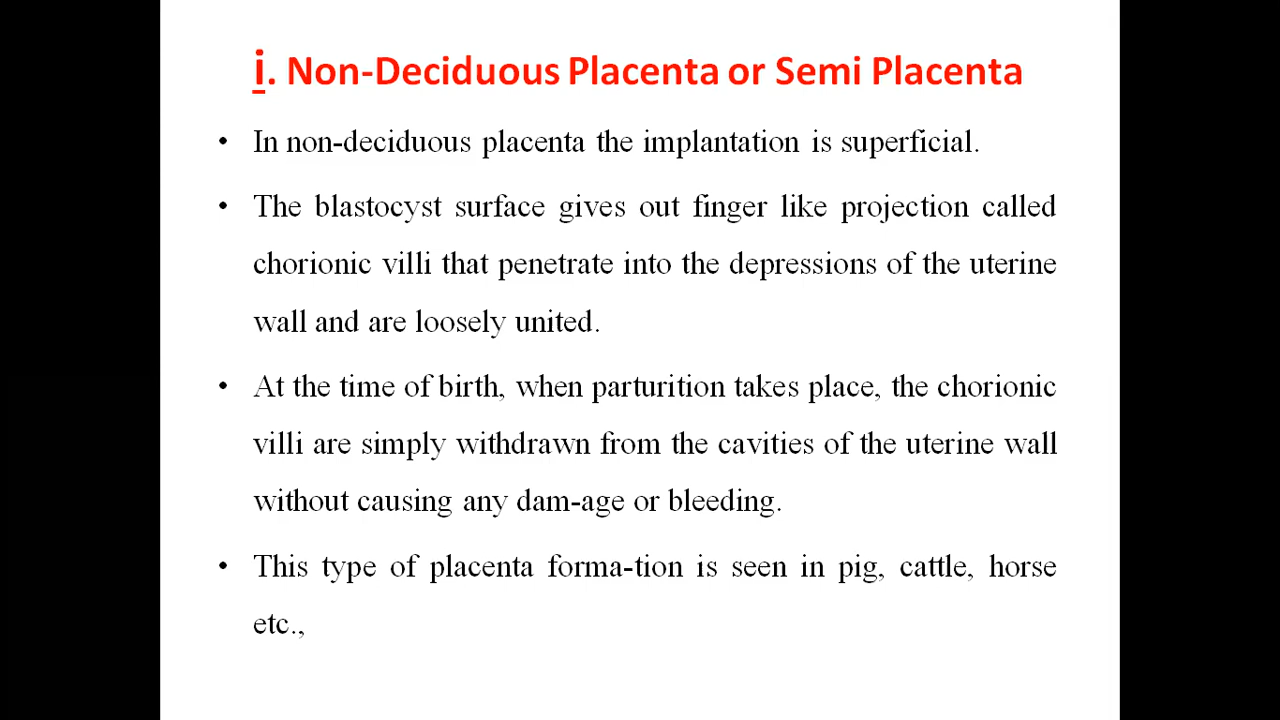 i. Non-Deciduous Placenta or Semi Placenta
• In non-deciduous placenta the implantation is superficial.
• The blastocyst surface gives out finger like projection called
chorionic villi that penetrate into the depressions of the uterine
wall and are loosely united.
• At the time of birth, when parturition takes place, the chorionic
villi are simply withdrawn from the cavities of the uterine wall
without causing any dam-age or bleeding.
• This type of placenta forma-tion is seen in pig, cattle, horse
etc.,